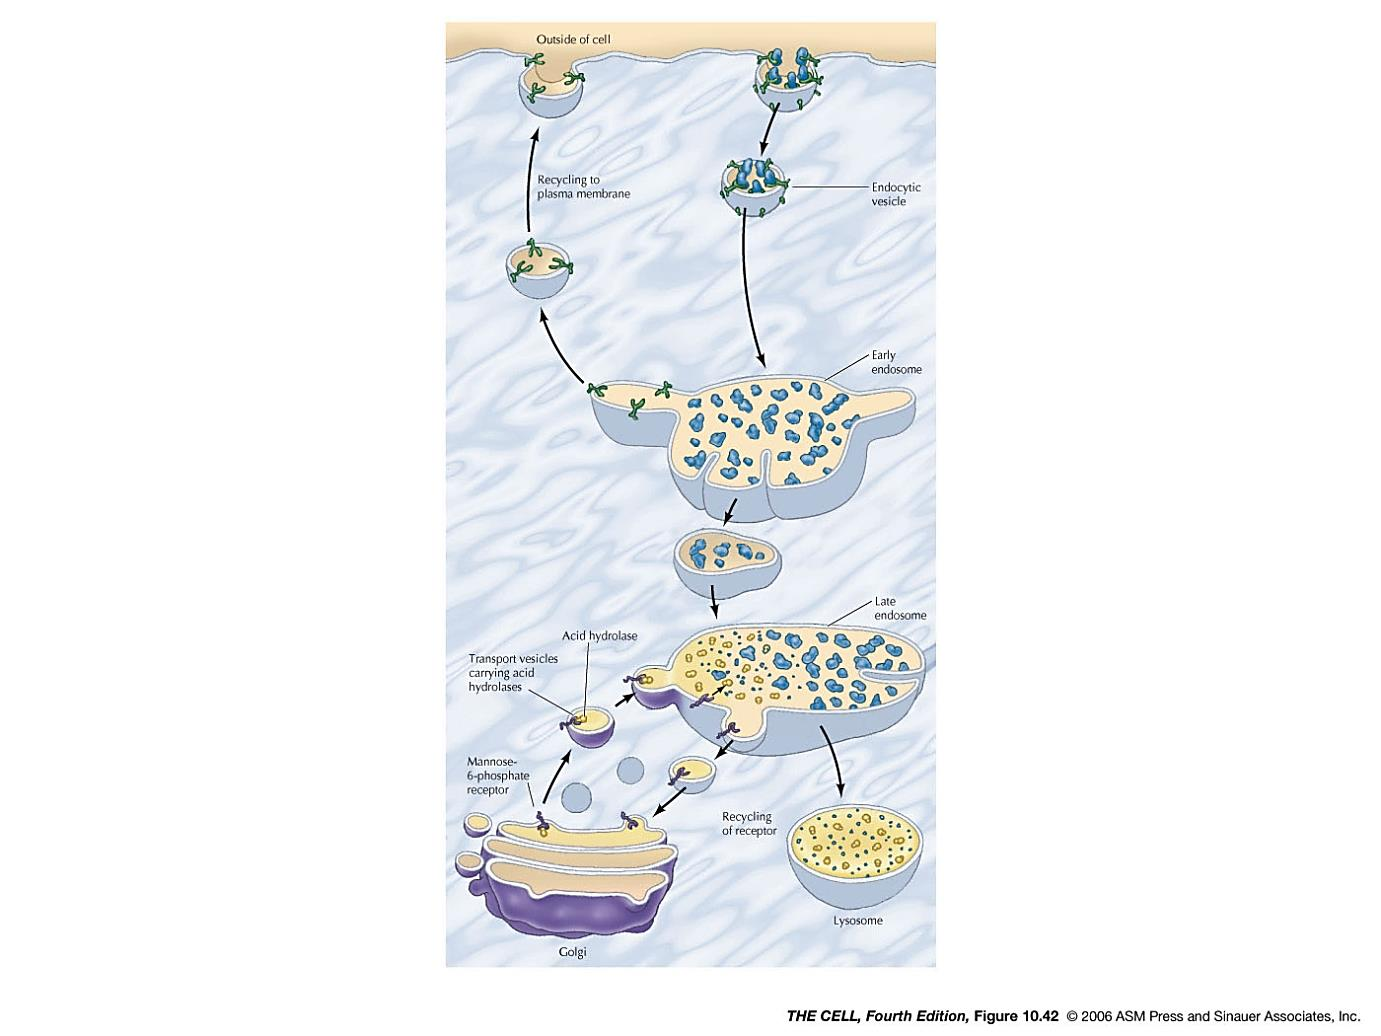 Outside of cell
Recycling to
plasma membrane
Endocytic
vesicle
Early
endosome
Late
endosome
Acid hydrolase
Transport vesicles
carrying acid
hydrolases
Mannose-
6-phosphate
receptor
Recycling
of receptor
Lysosome
Golgi
THE CELL, Fourth Edition, Figure 10.42 © 2006 ASM Press and Sinauer Associates, Inc.